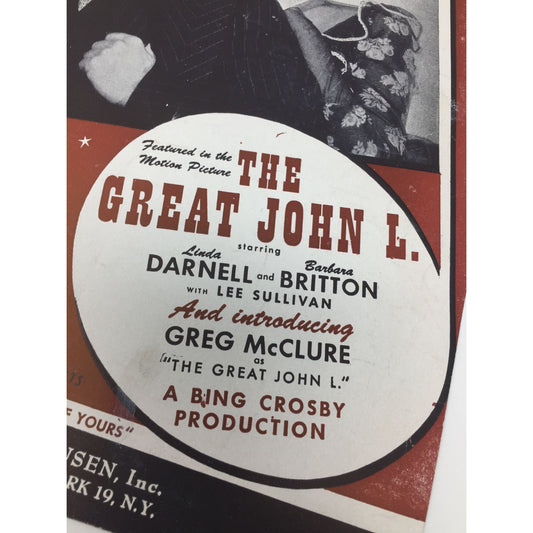 Featured in the
Motion Picture
THE
GREAT JOHN L.
starring
Linda Barbara
DARNELL and BRITTON
WITH LEE SULLIVAN
And introducing
GREG McCLURE
as
"THE GREAT JOHN L."
A BING CROSBY
PRODUCTION
YOURS"
SEN, Inc.
RK 19, N.Y.